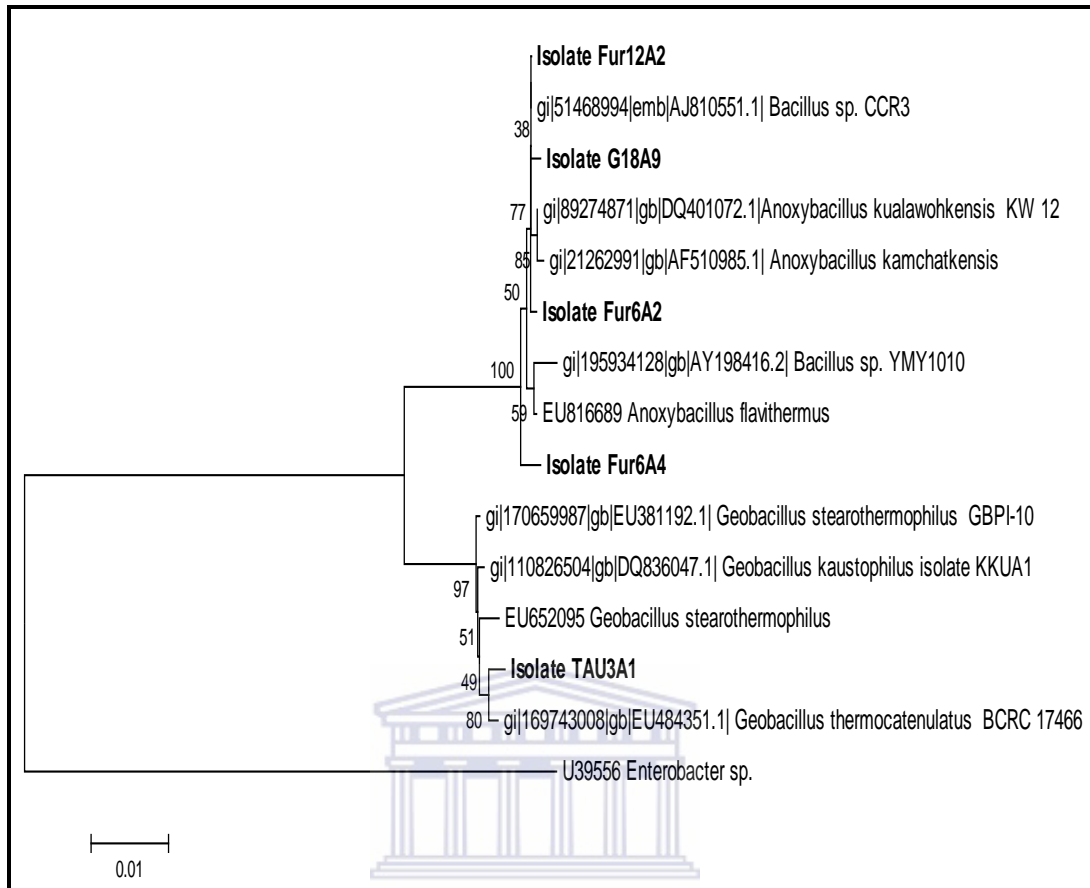 Isolate Fur12A2
gi|51468994|emb|AJ810551.1| Bacillus sp. CCR3
38
Isolate G18A9
77
gi|89274871|gb|DQ401072.1|Anoxybacillus kualawohkensis KW 12
85
gi|21262991|gb|AF510985.1| Anoxybacillus kamchatkensis
50
Isolate Fur6A2
gi|195934128|gb|AY198416.2| Bacillus sp. YMY1010
100
59
EU816689 Anoxybacillus flavithermus
Isolate Fur6A4
gi|170659987|gb|EU381192.1| Geobacillus stearothermophilus GBPI-10
gi|110826504|gb|DQ836047.1| Geobacillus kaustophilus isolate KKUA1
97
EU652095 Geobacillus stearothermophilus
51
Isolate TAU3A1
49
80
gi|169743008|gb|EU484351.1| Geobacillus thermocatenulatus BCRC 17466
U39556 Enterobacter sp.
0.01